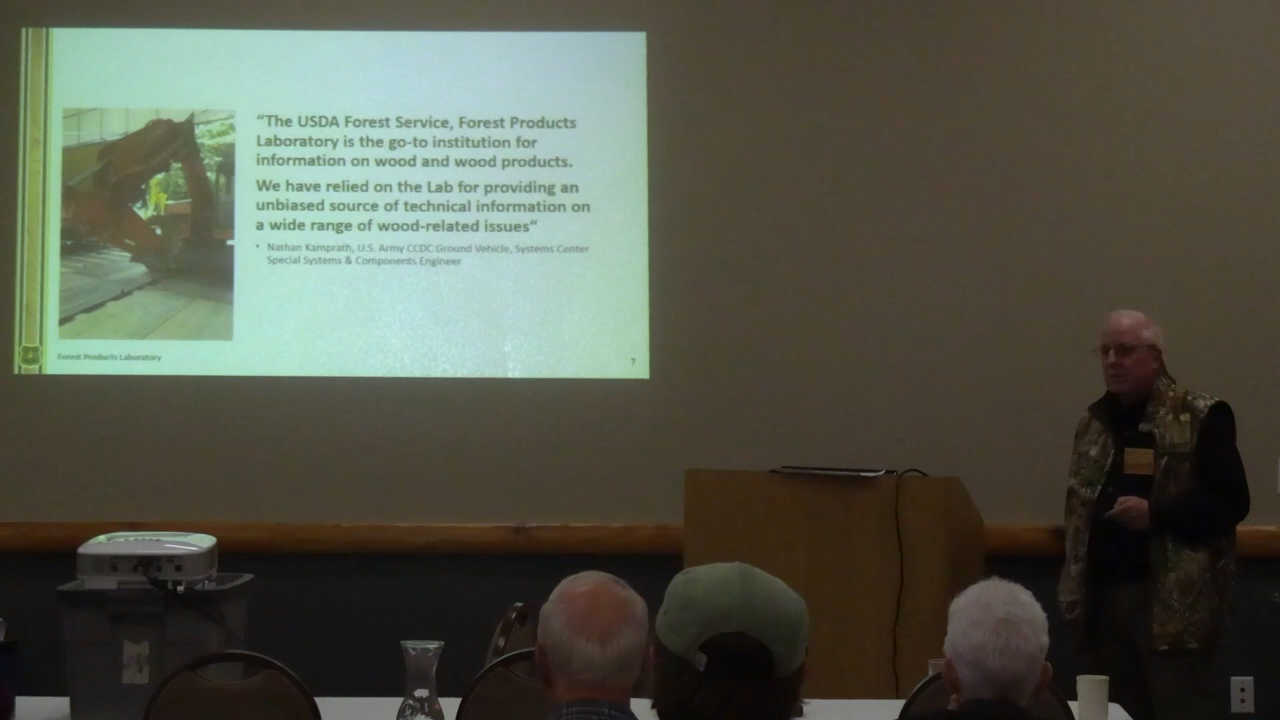 “The USDA Forest Service, Forest Products
Laboratory is the go-to institution for
information on wood and wood products.
We have relied on the Lab for providing an
unbiased source of technical information on
a wide range of wood-related issues“
• Nathan Kamprath, U.S. Army CCDC Ground Vehicle, Systems Center
Special Systems & Components Engineer
Forest Products Laboratory
7